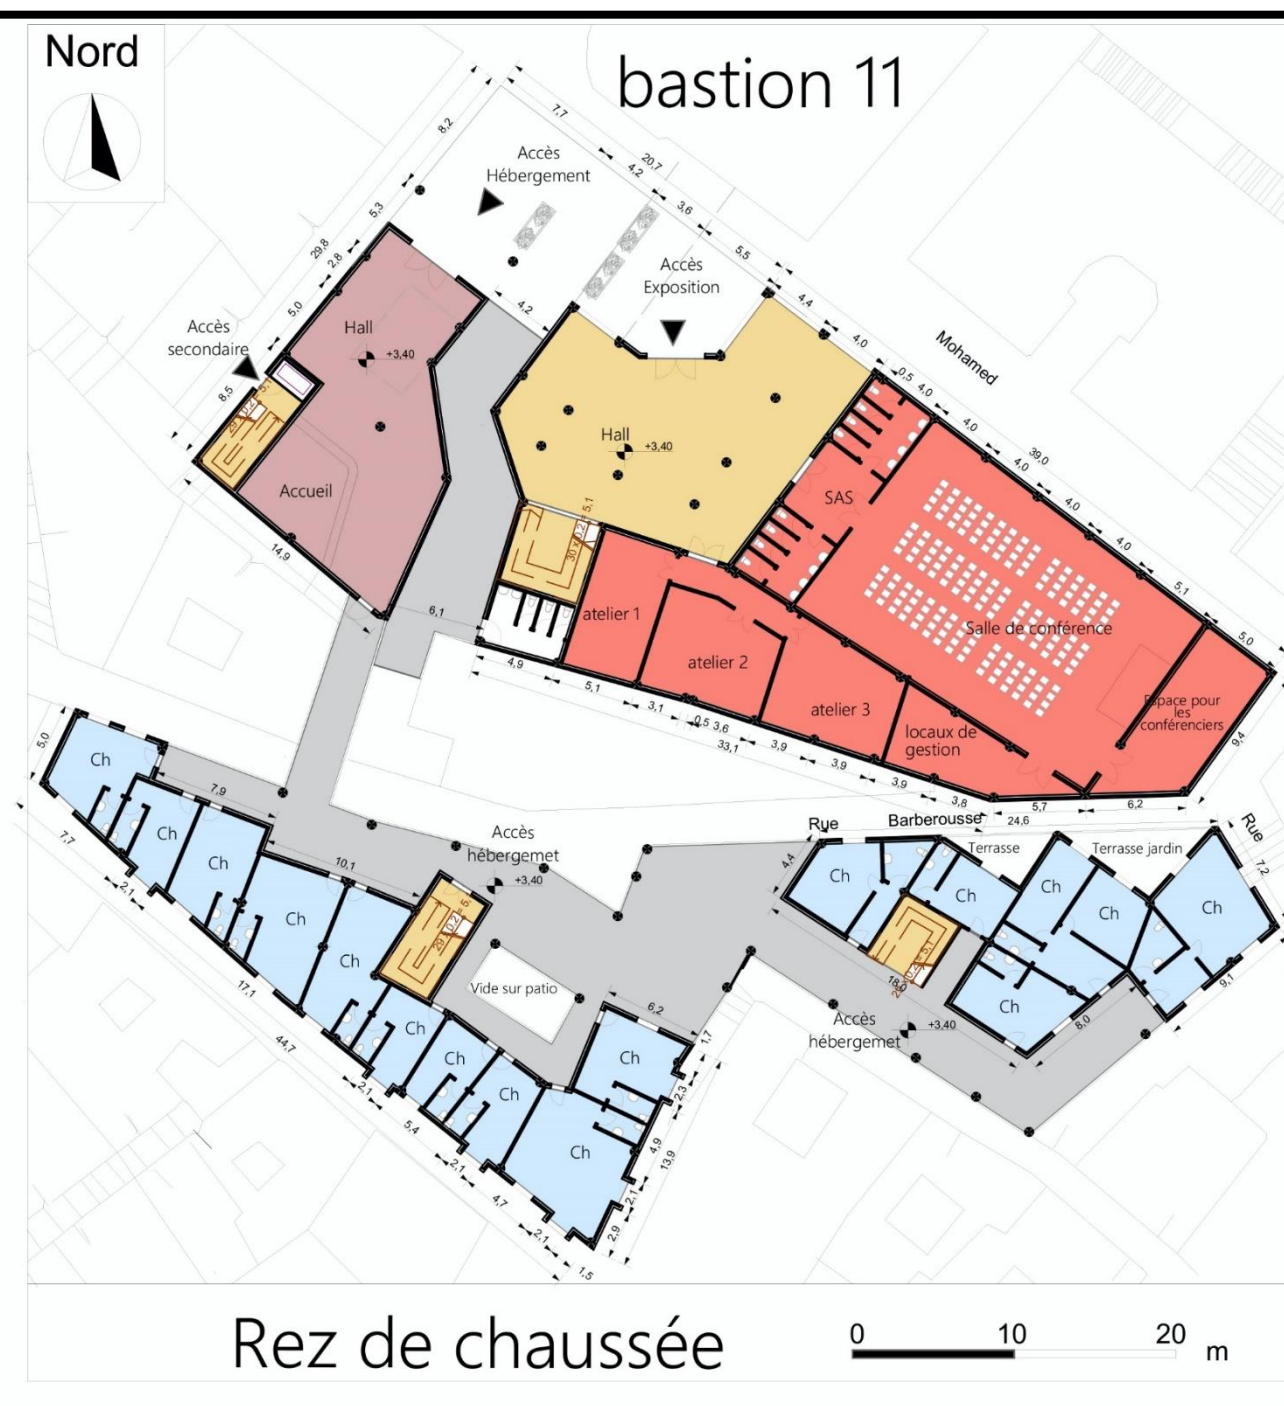 Nord
bastion 11
7,7
8,2
20,7
4,2
Accès
Hébergement
3,6
5,3
5,5
29,8
2,8
Accès
Exposition
4,4
5,0
4,2
4,0
Accès
secondaire
Hall
+3,40
Mohamed
0,5
4,0
8,5
4,0
39,0
4,0
Hall
+3,40
4,0
Accueil
SAS
30 x 0,2 = 5,1
4,0
14,9
5,1
6,1
atelier 1
Salle de conférence
5,0
atelier 2
4,9
5,1
3,1
atelier 3
Espace pour
les
conférenciers
0,5
3,6
33,1
3,9
locaux de
gestion
9,4
5,0
3,9
3,9
3,8
5,7
6,2
Ch
7,9
Rue
Barberousse
24,6
Rue
7,7
Ch
Ch
10,1
Accès
hébergemet
+3,40
4,4
Terrasse
Terrasse jardin
7,2
2,1
Ch
Ch
Ch
Ch
Ch
Ch
Ch
18,0
9,1
17,1
Vide sur patio
6,2
Ch
8,0
44,7
Ch
Accès
hébergemet
+3,40
1,7
Ch
Ch
Ch
2,1
2,3
5,4
4,9
Ch
13,9
2,1
4,7
2,1
2,1
2,9
1,5
Rez de chaussée
0 10 20
m